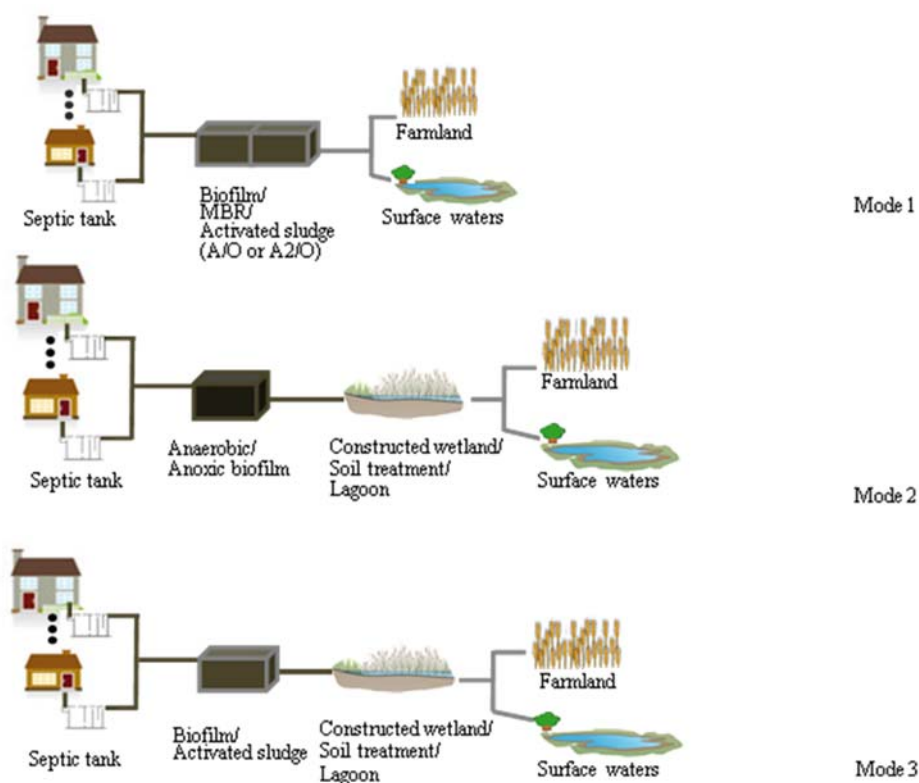 Farmland
Septic tank
Biofilm/
MBR/
Activated sludge
(A/O or A2/O)
Surface waters
Mode 1
Farmland
Septic tank
Anaerobic/
Anoxic biofilm
Constructed wetland/
Soil treatment/
Lagoon
Surface waters
Mode 2
Farmland
Septic tank
Biofilm/
Activated sludge
Constructed wetland/
Soil treatment/
Lagoon
Surface waters
Mode 3